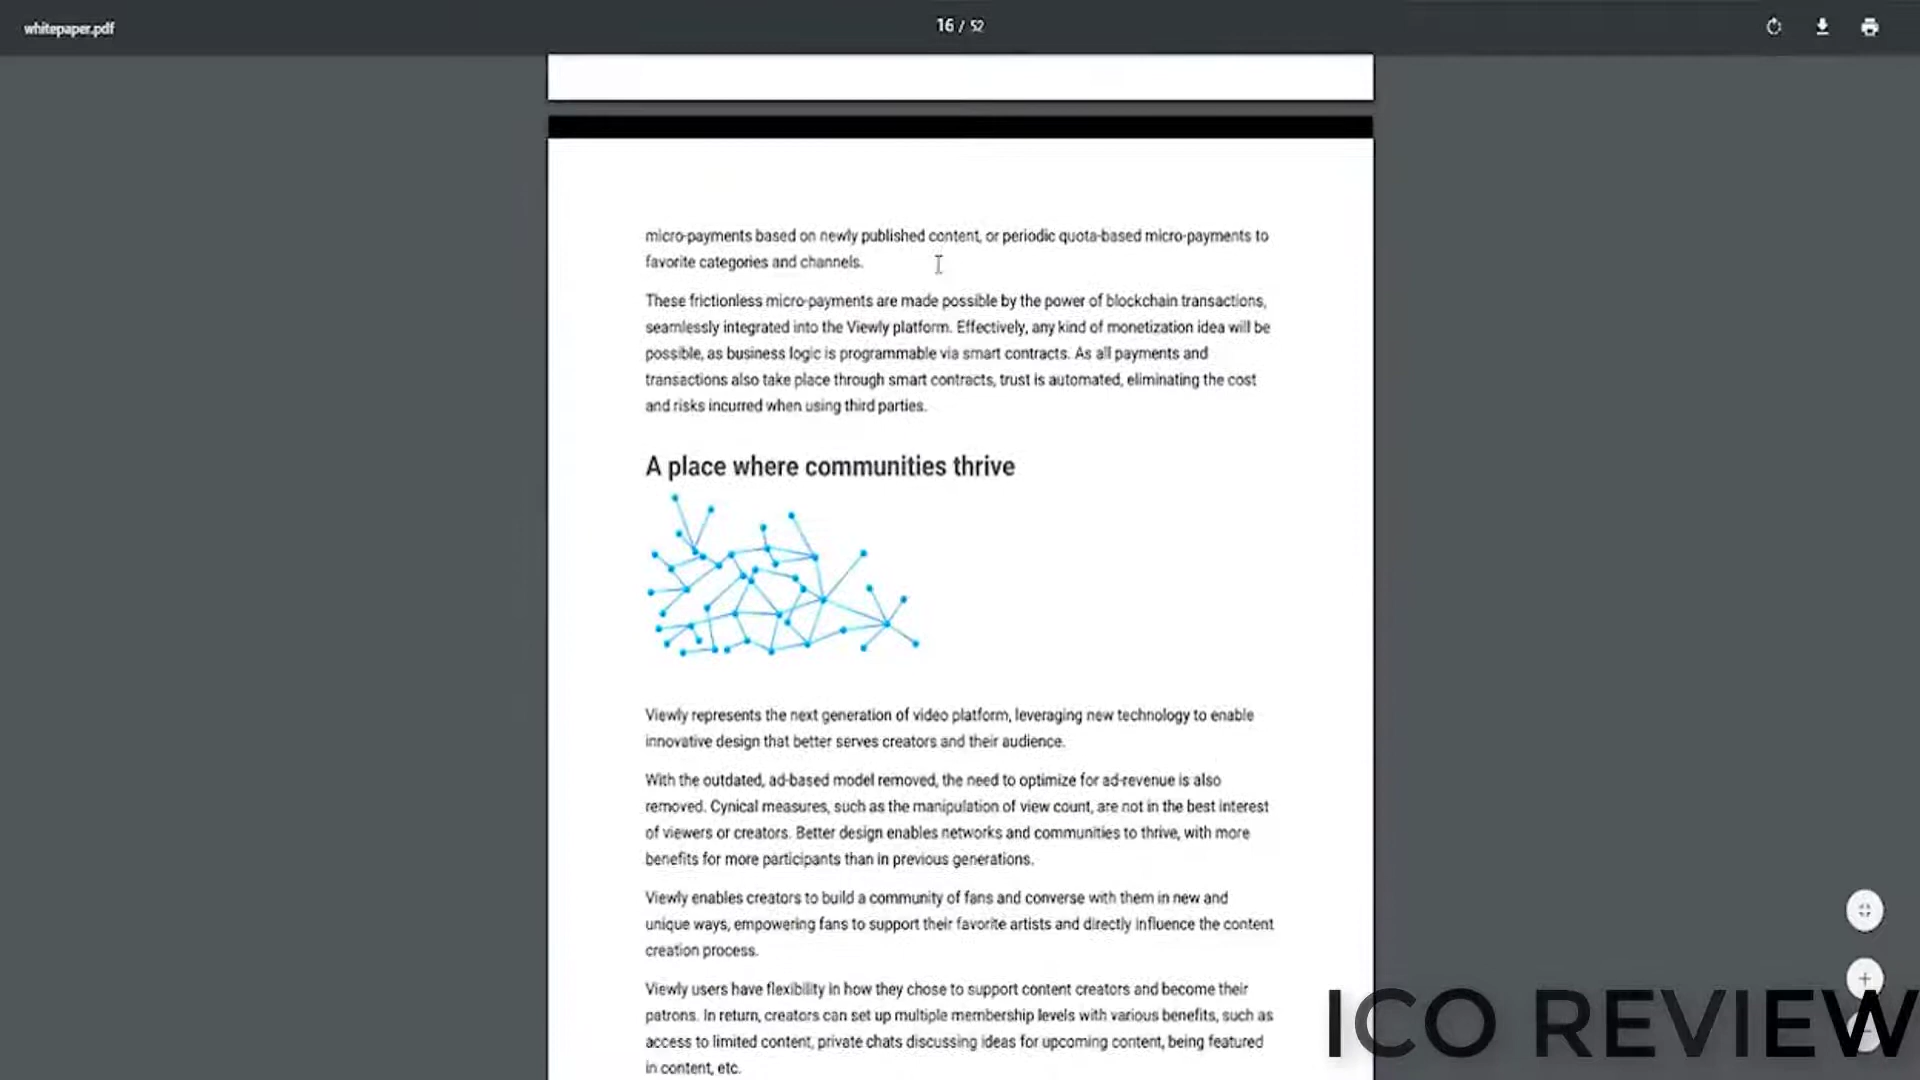 whitepaper.pdf
16 / 52
micro-payments based on newly published content, or periodic quota-based micro-payments to
favorite categories and channels.
These frictionless micro-payments are made possible by the power of blockchain transactions,
seamlessly integrated into the Viewly platform. Effectively, any kind of monetization idea will be
possible, as business logic is programmable via smart contracts. As all payments and
transactions also take place through smart contracts, trust is automated, eliminating the cost
and risks incurred when using third parties.
A place where communities thrive
Viewly represents the next generation of video platform, leveraging new technology to enable
innovative design that better serves creators and their audience.
With the outdated, ad-based model removed, the need to optimize for ad-revenue is also
removed. Cynical measures, such as the manipulation of view count, are not in the best interest
of viewers or creators. Better design enables networks and communities to thrive, with more
benefits for more participants than in previous generations.
Viewly enables creators to build a community of fans and converse with them in new and
unique ways, empowering fans to support their favorite artists and directly influence the content
creation process.
Viewly users have flexibility in how they chose to support content creators and become their
patrons. In return, creators can set up multiple membership levels with various benefits, such as
access to limited content, private chats discussing ideas for upcoming content, being featured
in content, etc.
ICO REVIEW